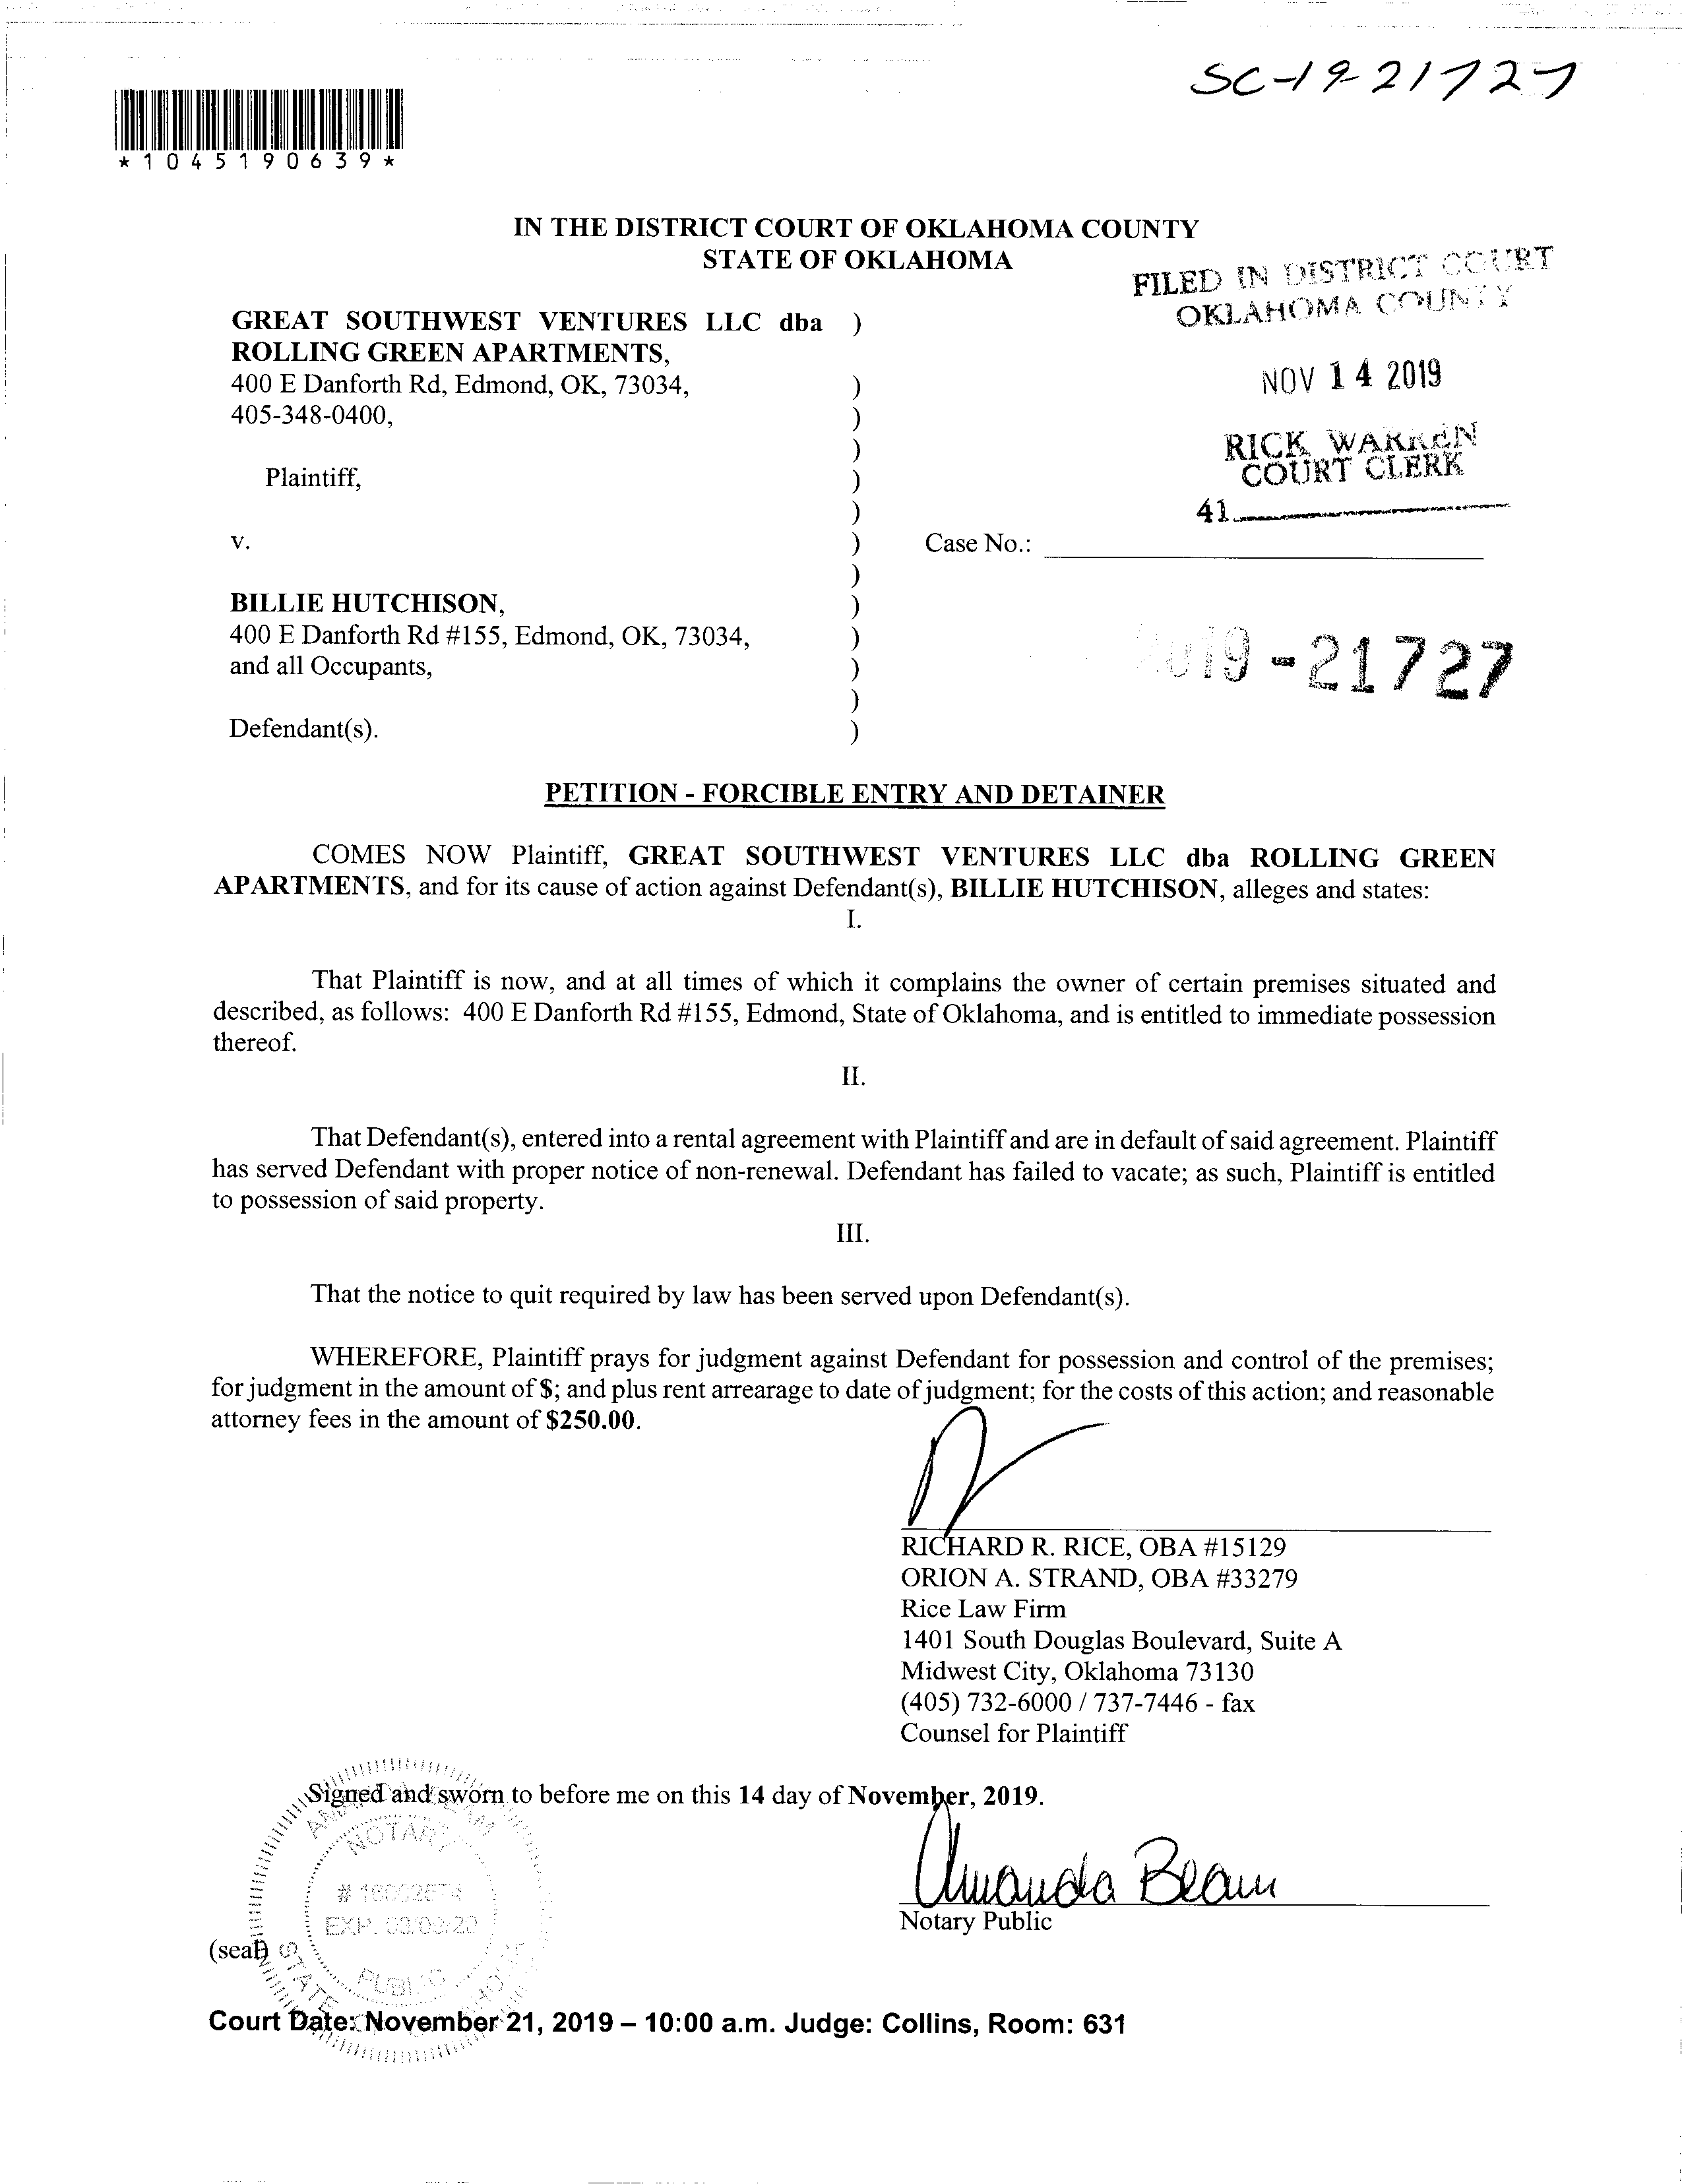 SC-19-21727
*1045190639*
IN THE DISTRICT COURT OF OKLAHOMA COUNTY
STATE OF OKLAHOMA
FILED IN DISTRICT COURT
OKLAHOMA COUNTY
GREAT SOUTHWEST VENTURES LLC dba )
ROLLING GREEN APARTMENTS,
400 E Danforth Rd, Edmond, OK, 73034, )
NOV 14 2019
405-348-0400, )
)
RICK WARREN
COURT CLERK
Plaintiff, )
)
41
v. ) Case No.:
)
BILLIE HUTCHISON, )
400 E Danforth Rd #155, Edmond, OK, 73034, )
2019-21727
and all Occupants, )
)
Defendant(s). )
PETITION - FORCIBLE ENTRY AND DETAINER
COMES NOW Plaintiff, GREAT SOUTHWEST VENTURES LLC dba ROLLING GREEN
APARTMENTS, and for its cause of action against Defendant(s), BILLIE HUTCHISON, alleges and states:
I.
That Plaintiff is now, and at all times of which it complains the owner of certain premises situated and
described, as follows: 400 E Danforth Rd #155, Edmond, State of Oklahoma, and is entitled to immediate possession
thereof.
II.
That Defendant(s), entered into a rental agreement with Plaintiff and are in default of said agreement. Plaintiff
has served Defendant with proper notice of non-renewal. Defendant has failed to vacate; as such, Plaintiff is entitled
to possession of said property.
III.
That the notice to quit required by law has been served upon Defendant(s).
WHEREFORE, Plaintiff prays for judgment against Defendant for possession and control of the premises;
for judgment in the amount of $; and plus rent arrearage to date of judgment; for the costs of this action; and reasonable
attorney fees in the amount of $250.00.
RICHARD R. RICE, OBA #15129
ORION A. STRAND, OBA #33279
Rice Law Firm
1401 South Douglas Boulevard, Suite A
Midwest City, Oklahoma 73130
(405) 732-6000 / 737-7446 - fax
Counsel for Plaintiff
Signed and sworn to before me on this 14 day of November, 2019.
NOTARY
Amanda Beam
EXP.
Notary Public
(seal)
PUBLIC
STATE
Court Date: November 21, 2019 – 10:00 a.m. Judge: Collins, Room: 631